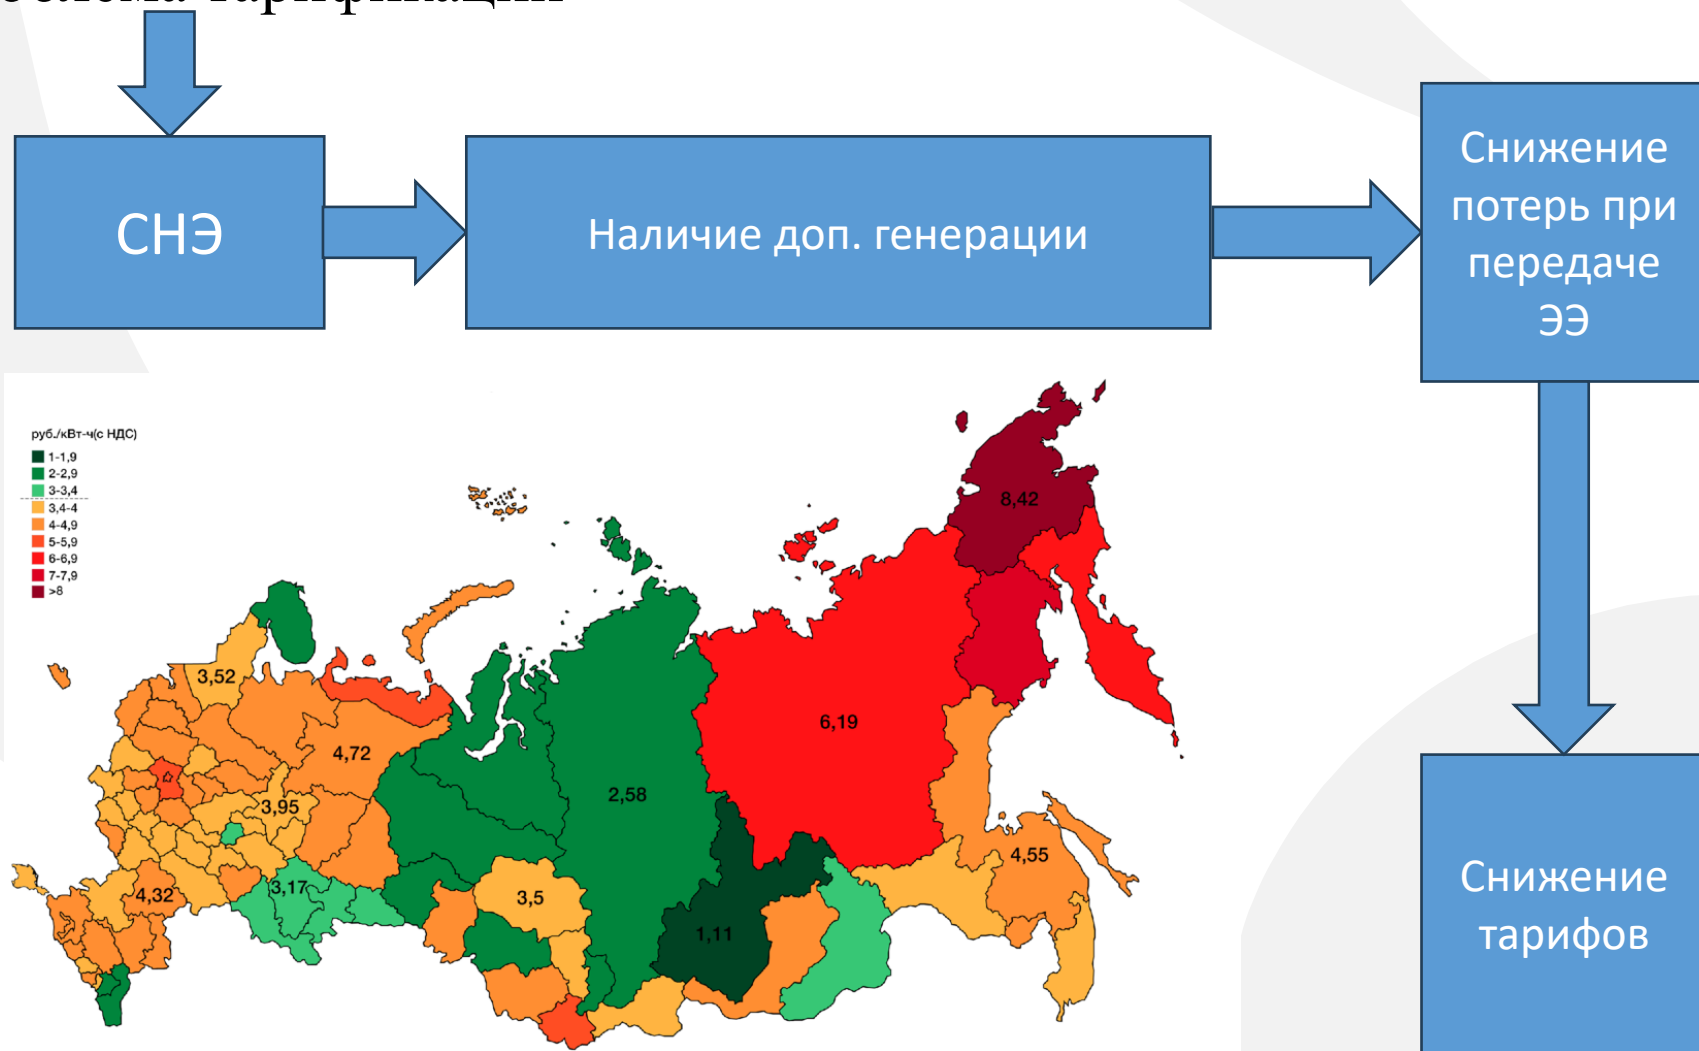 тарификации
СНЭ
Наличие доп. генерации
Снижение
потерь при
передаче
ЭЭ
руб./кВт-ч(с НДС)
1-1,9
2-2,9
3-3,4
3,4-4
4-4,9
5-5,9
6-6,9
7-7,9
>8
8,42
3,52
6,19
4,72
2,58
3,95
4,55
3,17
4,32
3,5
1,11
Снижение
тарифов